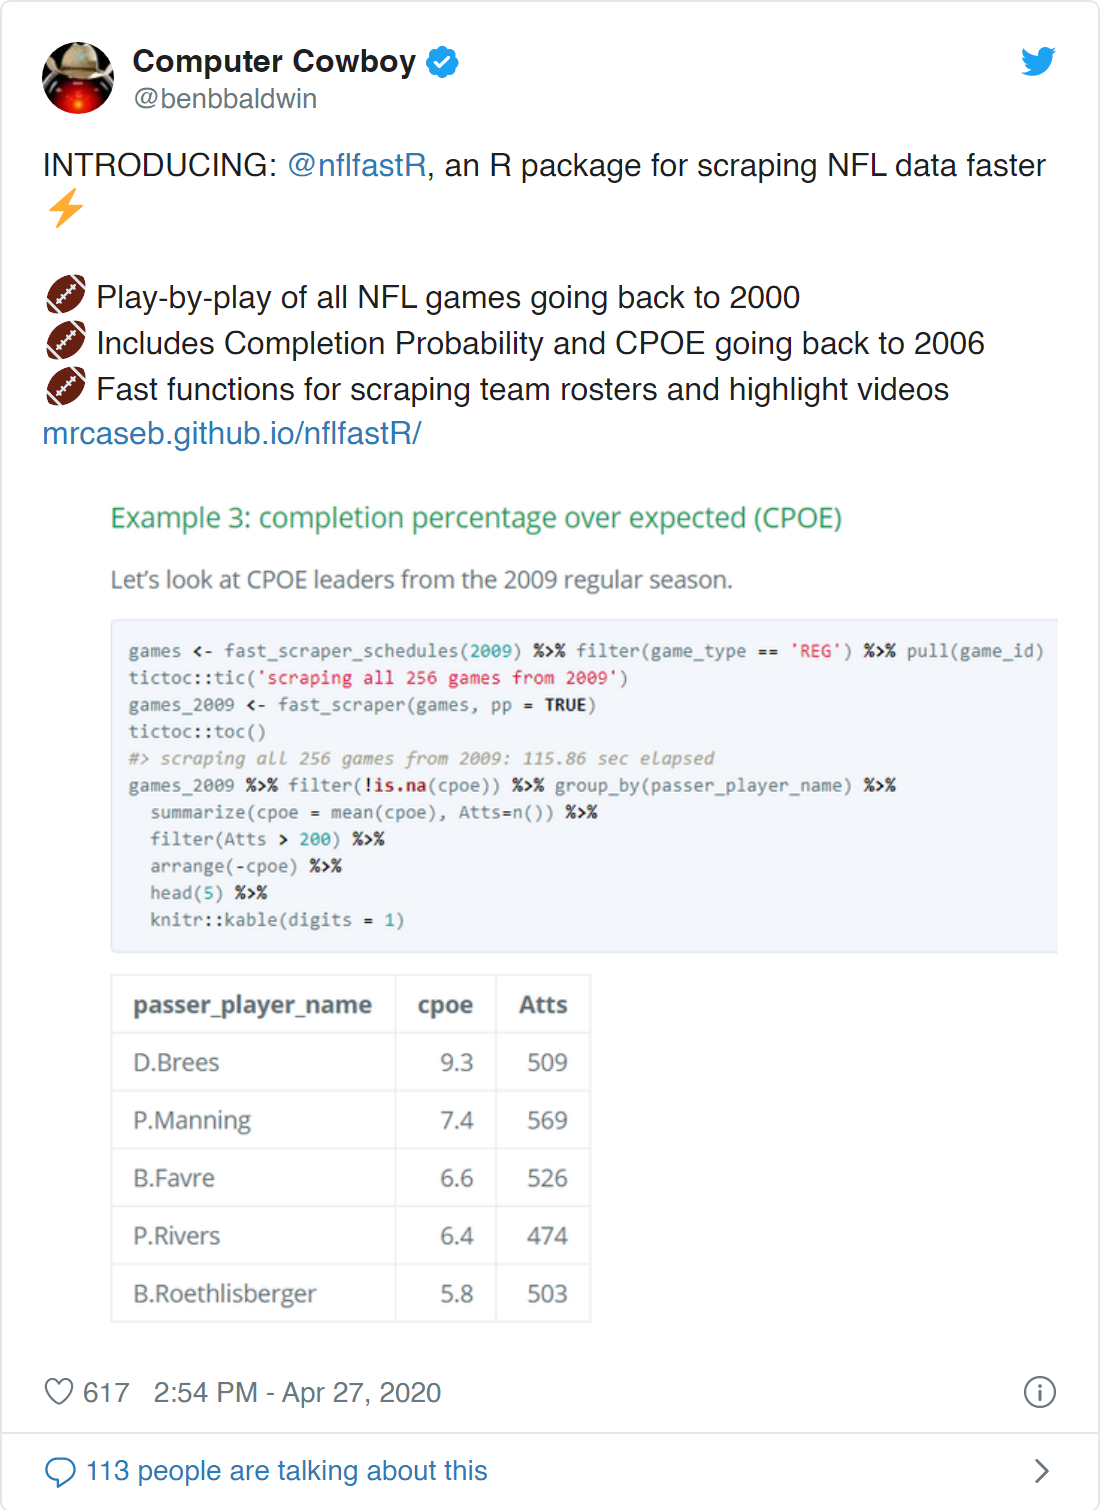 Computer Cowboy
@benbbaldwin
INTRODUCING: @nflfastR, an R package for scraping NFL data faster
⚡
🏈 Play-by-play of all NFL games going back to 2000
🏈 Includes Completion Probability and CPOE going back to 2006
🏈 Fast functions for scraping team rosters and highlight videos
mrcaseb.github.io/nflfastR/
Example 3: completion percentage over expected (CPOE)
Let's look at CPOE leaders from the 2009 regular season.
games <- fast_scraper_schedules(2009) %>% filter(game_type == 'REG') %>% pull(game_id)
tictoc::tic('scraping all 256 games from 2009')
games_2009 <- fast_scraper(games, pp = TRUE)
tictoc::toc()
#> scraping all 256 games from 2009: 115.86 sec elapsed
games_2009 %>% filter(!is.na(cpoe)) %>% group_by(passer_player_name) %>%
  summarize(cpoe = mean(cpoe), Atts=n()) %>%
  filter(Atts > 200) %>%
  arrange(-cpoe) %>%
  head(5) %>%
  knitr::kable(digits = 1)
passer_player_name cpoe Atts
D.Brees 9.3 509
P.Manning 7.4 569
B.Favre 6.6 526
P.Rivers 6.4 474
B.Roethlisberger 5.8 503
617 2:54 PM - Apr 27, 2020
113 people are talking about this